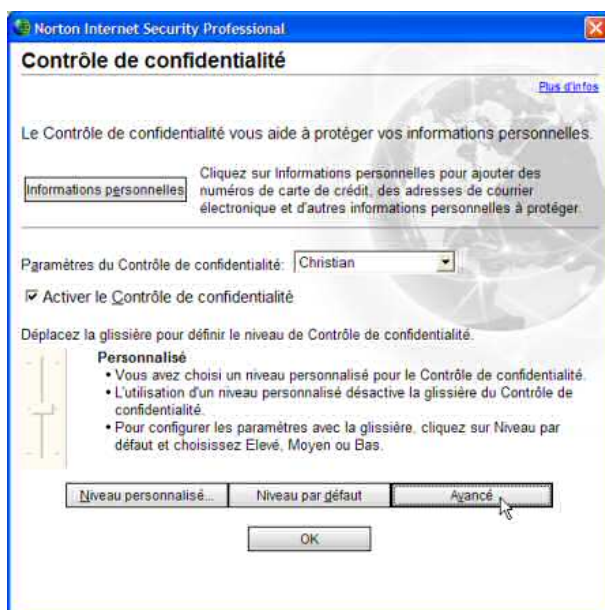 Norton Internet Security Professional
Contrôle de confidentialité
Plus d'infos
Le Contrôle de confidentialité vous aide à protéger vos informations personnelles.
Informations personnelles
Cliquez sur Informations personnelles pour ajouter des
numéros de carte de crédit, des adresses de courrier
électronique et d'autres informations personnelles à protéger.
Paramètres du Contrôle de confidentialité:
Christian
Activer le Contrôle de confidentialité
Déplacez la glissière pour définir le niveau de Contrôle de confidentialité.
Personnalisé
• Vous avez choisi un niveau personnalisé pour le Contrôle de confidentialité.
• L'utilisation d'un niveau personnalisé désactive la glissière du Contrôle de
confidentialité.
• Pour configurer les paramètres avec la glissière, cliquez sur Niveau par
défaut et choisissez Elevé, Moyen ou Bas.
Niveau personnalisé...
Niveau par défaut
Avancé
OK